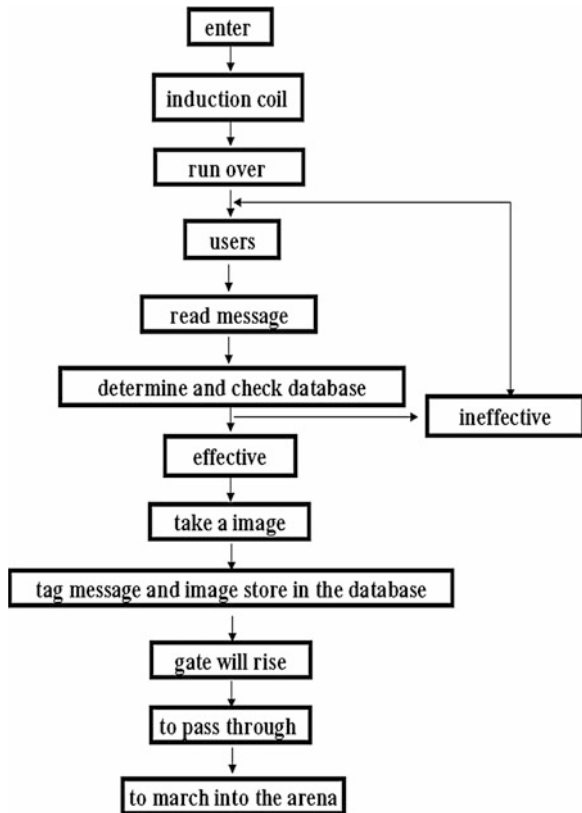 enter
induction coil
run over
users
read message
determine and check database
ineffective
effective
take a image
tag message and image store in the database
gate will rise
to pass through
to march into the arena